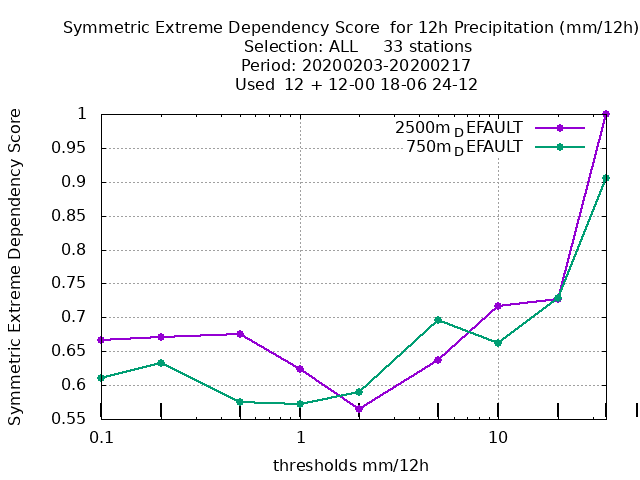 Symmetric Extreme Dependency Score  for 12h Precipitation (mm/12h)
Selection: ALL     33 stations
Period: 20200203-20200217
Used  12 + 12-00 18-06 24-12
Symmetric Extreme Dependency Score
1
0.95
0.9
0.85
0.8
0.75
0.7
0.65
0.6
0.55
2500m_DEFAULT
750m_DEFAULT
0.1 1 10
thresholds mm/12h